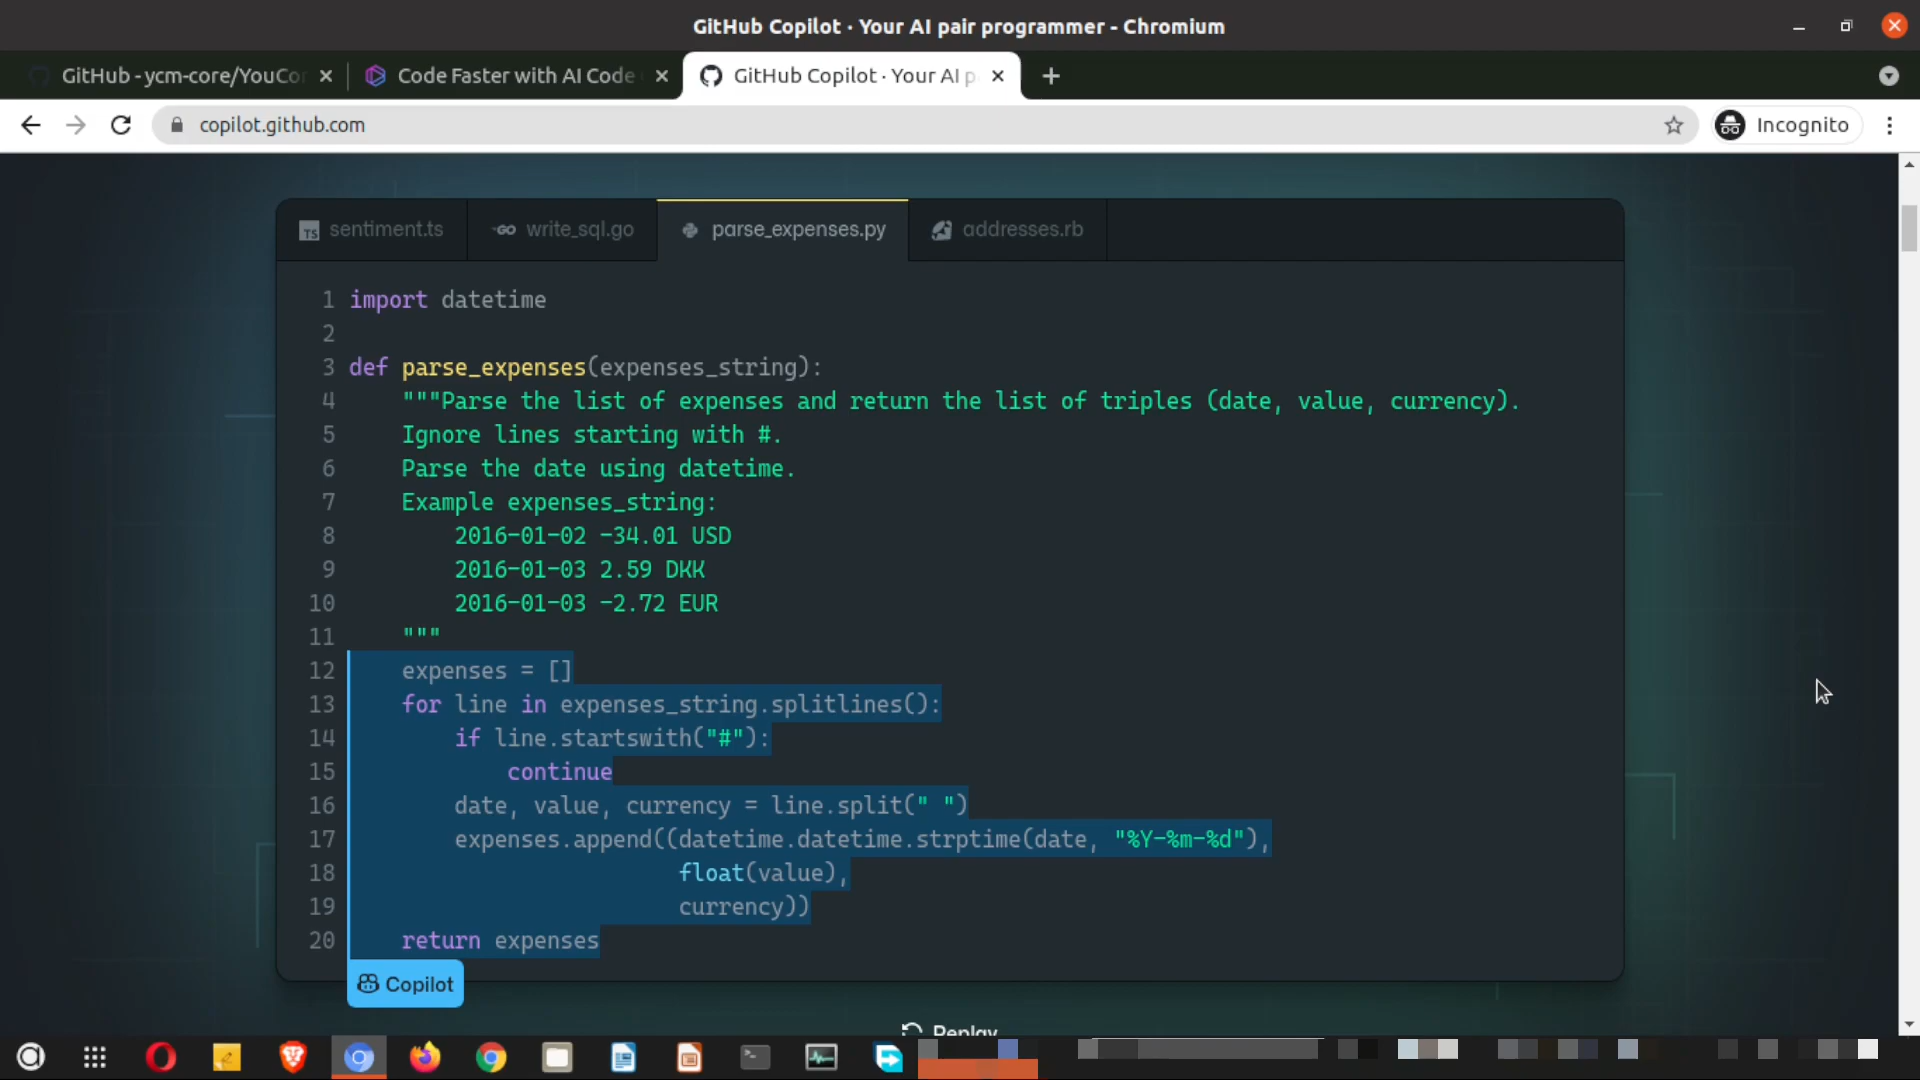 GitHub Copilot · Your AI pair programmer - Chromium
GitHub - ycm-core/YouCo
Code Faster with AI Code
GitHub Copilot · Your AI p
copilot.github.com
Incognito
TS sentiment.ts
GO write_sql.go
parse_expenses.py
addresses.rb
1 import datetime
2
3 def parse_expenses(expenses_string):
4     """Parse the list of expenses and return the list of triples (date, value, currency).
5     Ignore lines starting with #.
6     Parse the date using datetime.
7     Example expenses_string:
8         2016-01-02 -34.01 USD
9         2016-01-03 2.59 DKK
10         2016-01-03 -2.72 EUR
11     """
12     expenses = []
13     for line in expenses_string.splitlines():
14         if line.startswith("#"):
15             continue
16         date, value, currency = line.split(" ")
17         expenses.append((datetime.datetime.strptime(date, "%Y-%m-%d"),
18                          float(value),
19                          currency))
20     return expenses
Copilot
Replay